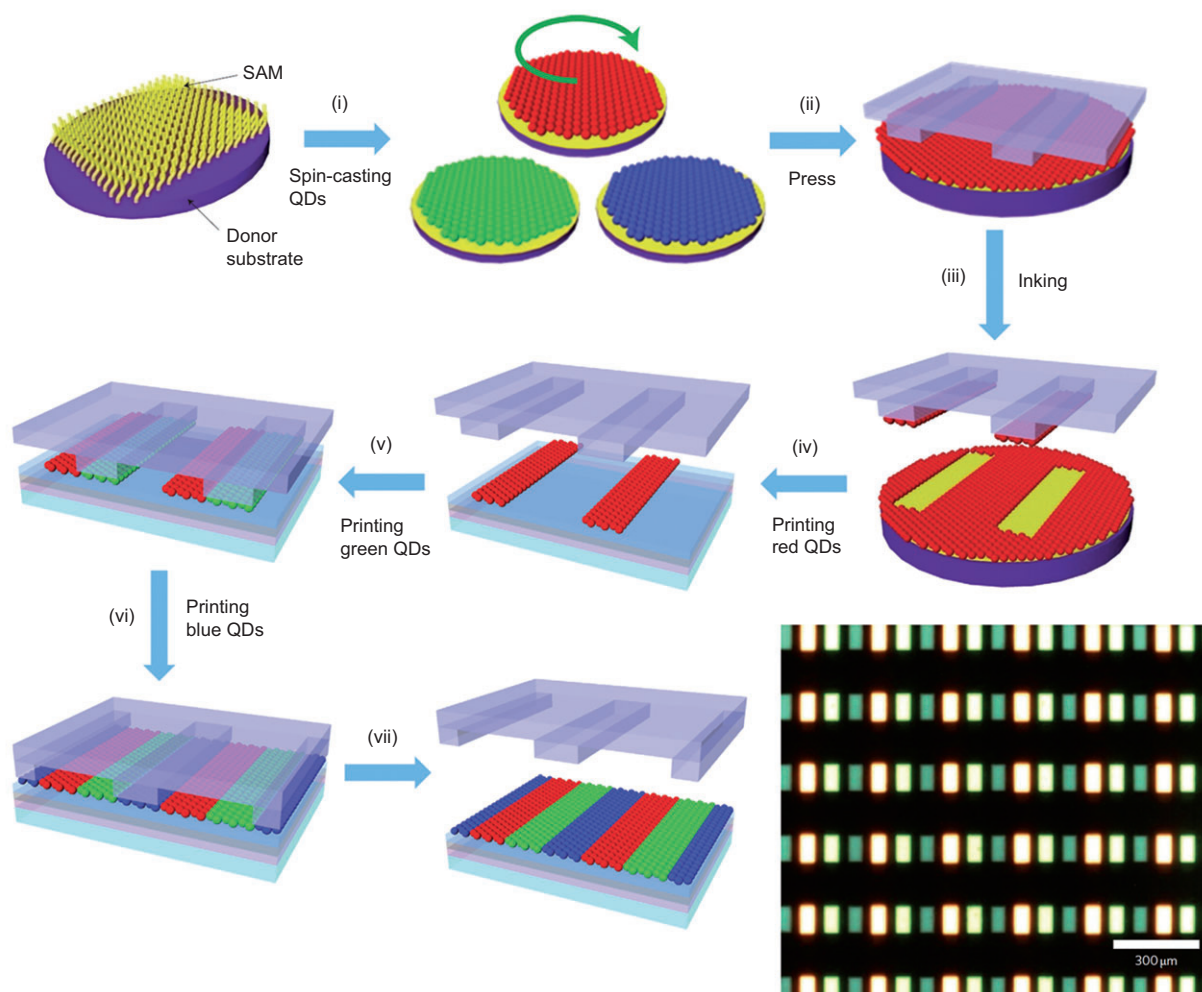 SAM
(i)
Spin-casting
QDs
Donor
substrate
(ii)
Press
(iii)
Inking
(iv)
Printing
red QDs
(v)
Printing
green QDs
(vi)
Printing
blue QDs
(vii)
300 μm